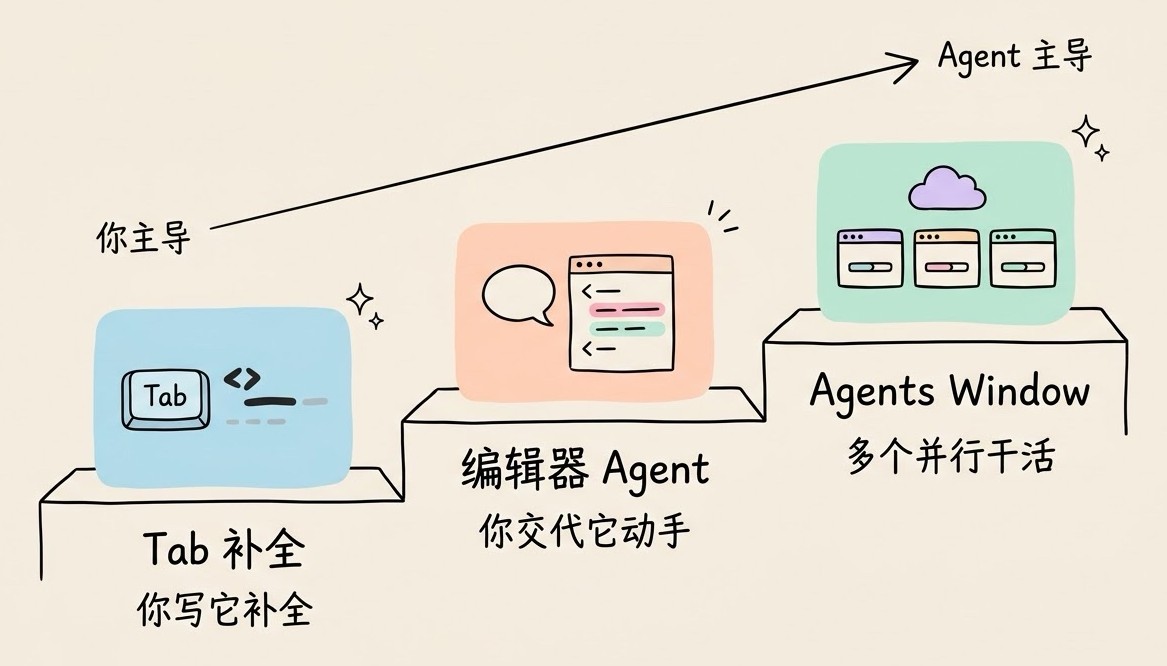 Agent 主导
你主导
Tab
Tab 补全
你写它补全
编辑器 Agent
你交代它动手
Agents Window
多个并行干活